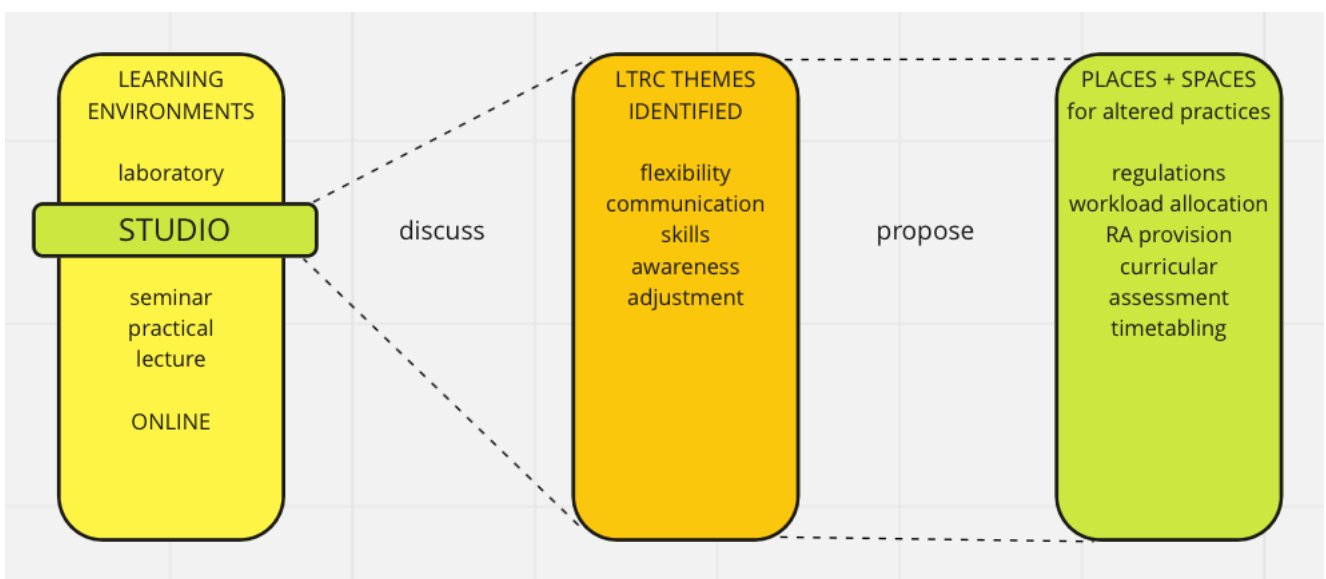 LEARNING
ENVIRONMENTS
laboratory
STUDIO
seminar
practical
lecture
ONLINE
discuss
LTRC THEMES
IDENTIFIED
flexibility
communication
skills
awareness
adjustment
propose
PLACES + SPACES
for altered practices
regulations
workload allocation
RA provision
curricular
assessment
timetabling